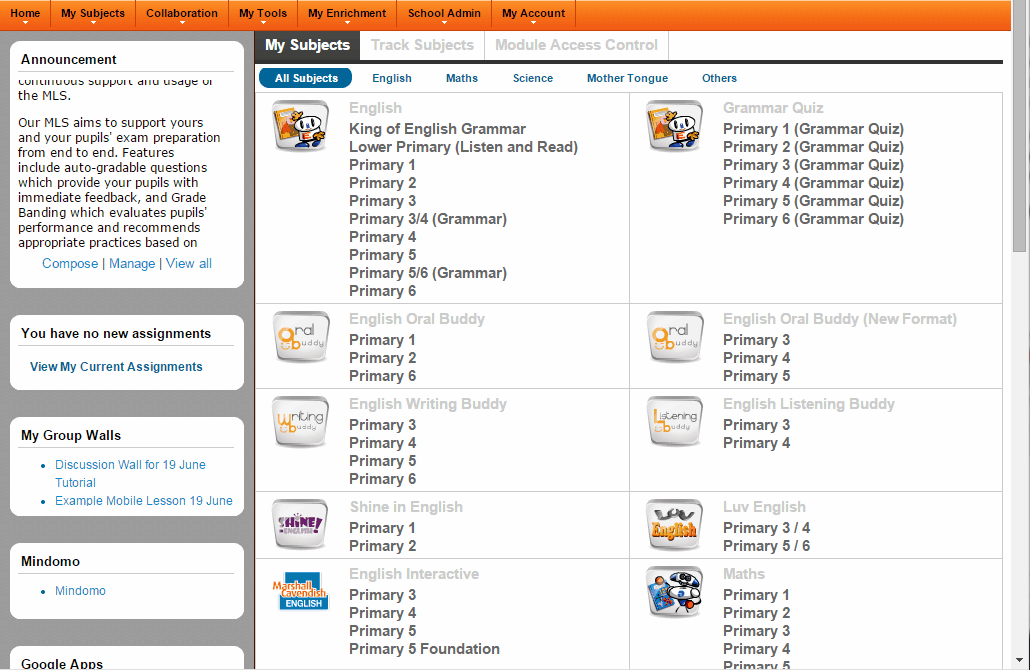 Home My Subjects Collaboration My Tools My Enrichment School Admin My Account
Announcement
continuous support and usage of
the MLS.
Our MLS aims to support yours
and your pupils' exam preparation
from end to end. Features
include auto-gradable questions
which provide your pupils with
immediate feedback, and Grade
Banding which evaluates pupils'
performance and recommends
appropriate practices based on
Compose | Manage | View all
You have no new assignments
View My Current Assignments
My Group Walls
Discussion Wall for 19 June
Tutorial
Example Mobile Lesson 19 June
Mindomo
Mindomo
Google Apps
My Subjects Track Subjects Module Access Control
All Subjects English Maths Science Mother Tongue Others
English
King of English Grammar
Lower Primary (Listen and Read)
Primary 1
Primary 2
Primary 3
Primary 3/4 (Grammar)
Primary 4
Primary 5
Primary 5/6 (Grammar)
Primary 6
Grammar Quiz
Primary 1 (Grammar Quiz)
Primary 2 (Grammar Quiz)
Primary 3 (Grammar Quiz)
Primary 4 (Grammar Quiz)
Primary 5 (Grammar Quiz)
Primary 6 (Grammar Quiz)
oral
buddy
English Oral Buddy
Primary 1
Primary 2
Primary 6
oral
buddy
English Oral Buddy (New Format)
Primary 3
Primary 4
Primary 5
Writing
buddy
English Writing Buddy
Primary 3
Primary 4
Primary 5
Primary 6
Listening
buddy
English Listening Buddy
Primary 3
Primary 4
SHiNE!
ENGLISH
Shine in English
Primary 1
Primary 2
LUV
English
Luv English
Primary 3 / 4
Primary 5 / 6
Marshall
Cavendish
ENGLISH
English Interactive
Primary 3
Primary 4
Primary 5
Primary 5 Foundation
Maths
Primary 1
Primary 2
Primary 3
Primary 4
Primary 5